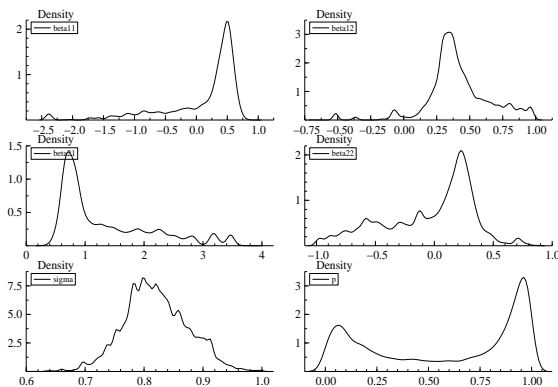 Density Density
beta11 beta12
2 3
2
1 1
−2.5 −2.0 −1.5 −1.0 −0.5 0.0 0.5 1.0 −0.75 −0.50 −0.25 0.00 0.25 0.50 0.75 1.00
Density Density
1.5 beta22
2
1.0
0.5 1
0 1 2 3 4 −1.0 −0.5 0.0 0.5 1.0
Density Density
sigma p
7.5 3
5.0 2
2.5 1
0.6 0.7 0.8 0.9 1.0 0.00 0.25 0.50 0.75 1.00